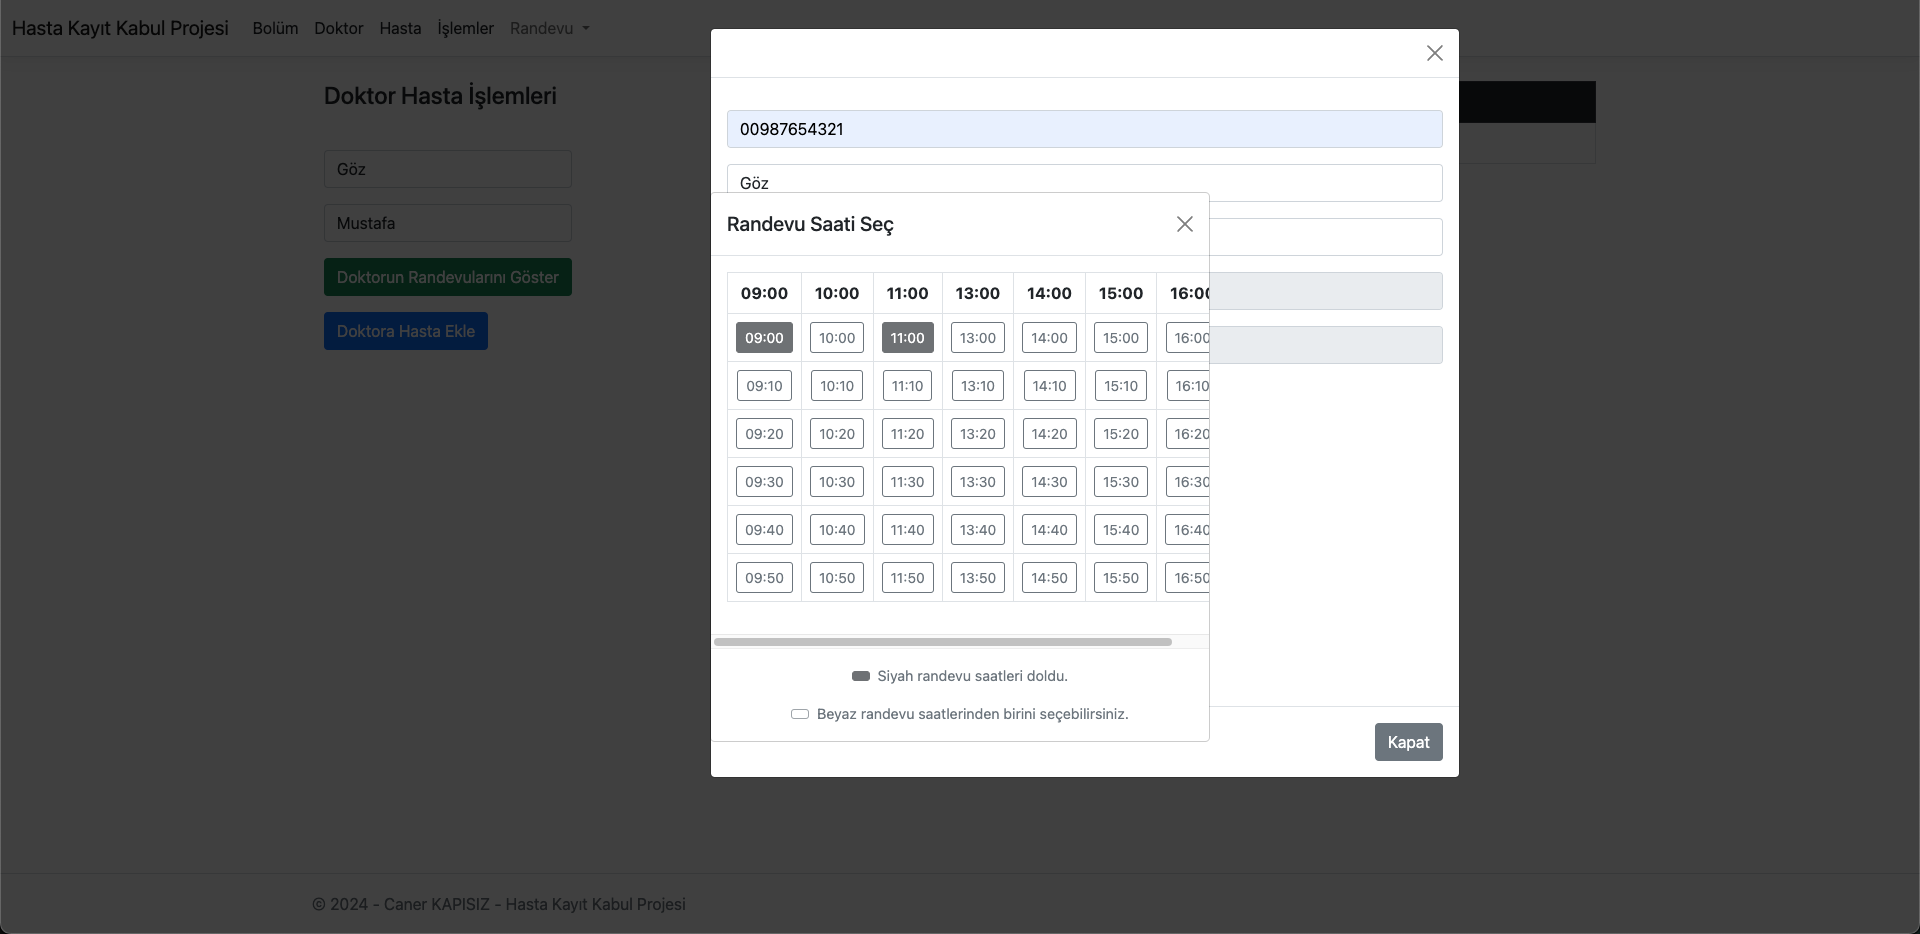 Hasta Kayıt Kabul Projesi Bolüm Doktor Hasta İşlemler Randevu
Doktor Hasta İşlemleri
Göz
Mustafa
Doktorun Randevularını Göster
Doktora Hasta Ekle
00987654321
Göz
Randevu Saati Seç
09:00 10:00 11:00 13:00 14:00 15:00 16:00
09:00 10:00 11:00 13:00 14:00 15:00 16:00
09:10 10:10 11:10 13:10 14:10 15:10 16:10
09:20 10:20 11:20 13:20 14:20 15:20 16:20
09:30 10:30 11:30 13:30 14:30 15:30 16:30
09:40 10:40 11:40 13:40 14:40 15:40 16:40
09:50 10:50 11:50 13:50 14:50 15:50 16:50
Siyah randevu saatleri doldu.
Beyaz randevu saatlerinden birini seçebilirsiniz.
Kapat
© 2024 - Caner KAPISIZ - Hasta Kayıt Kabul Projesi